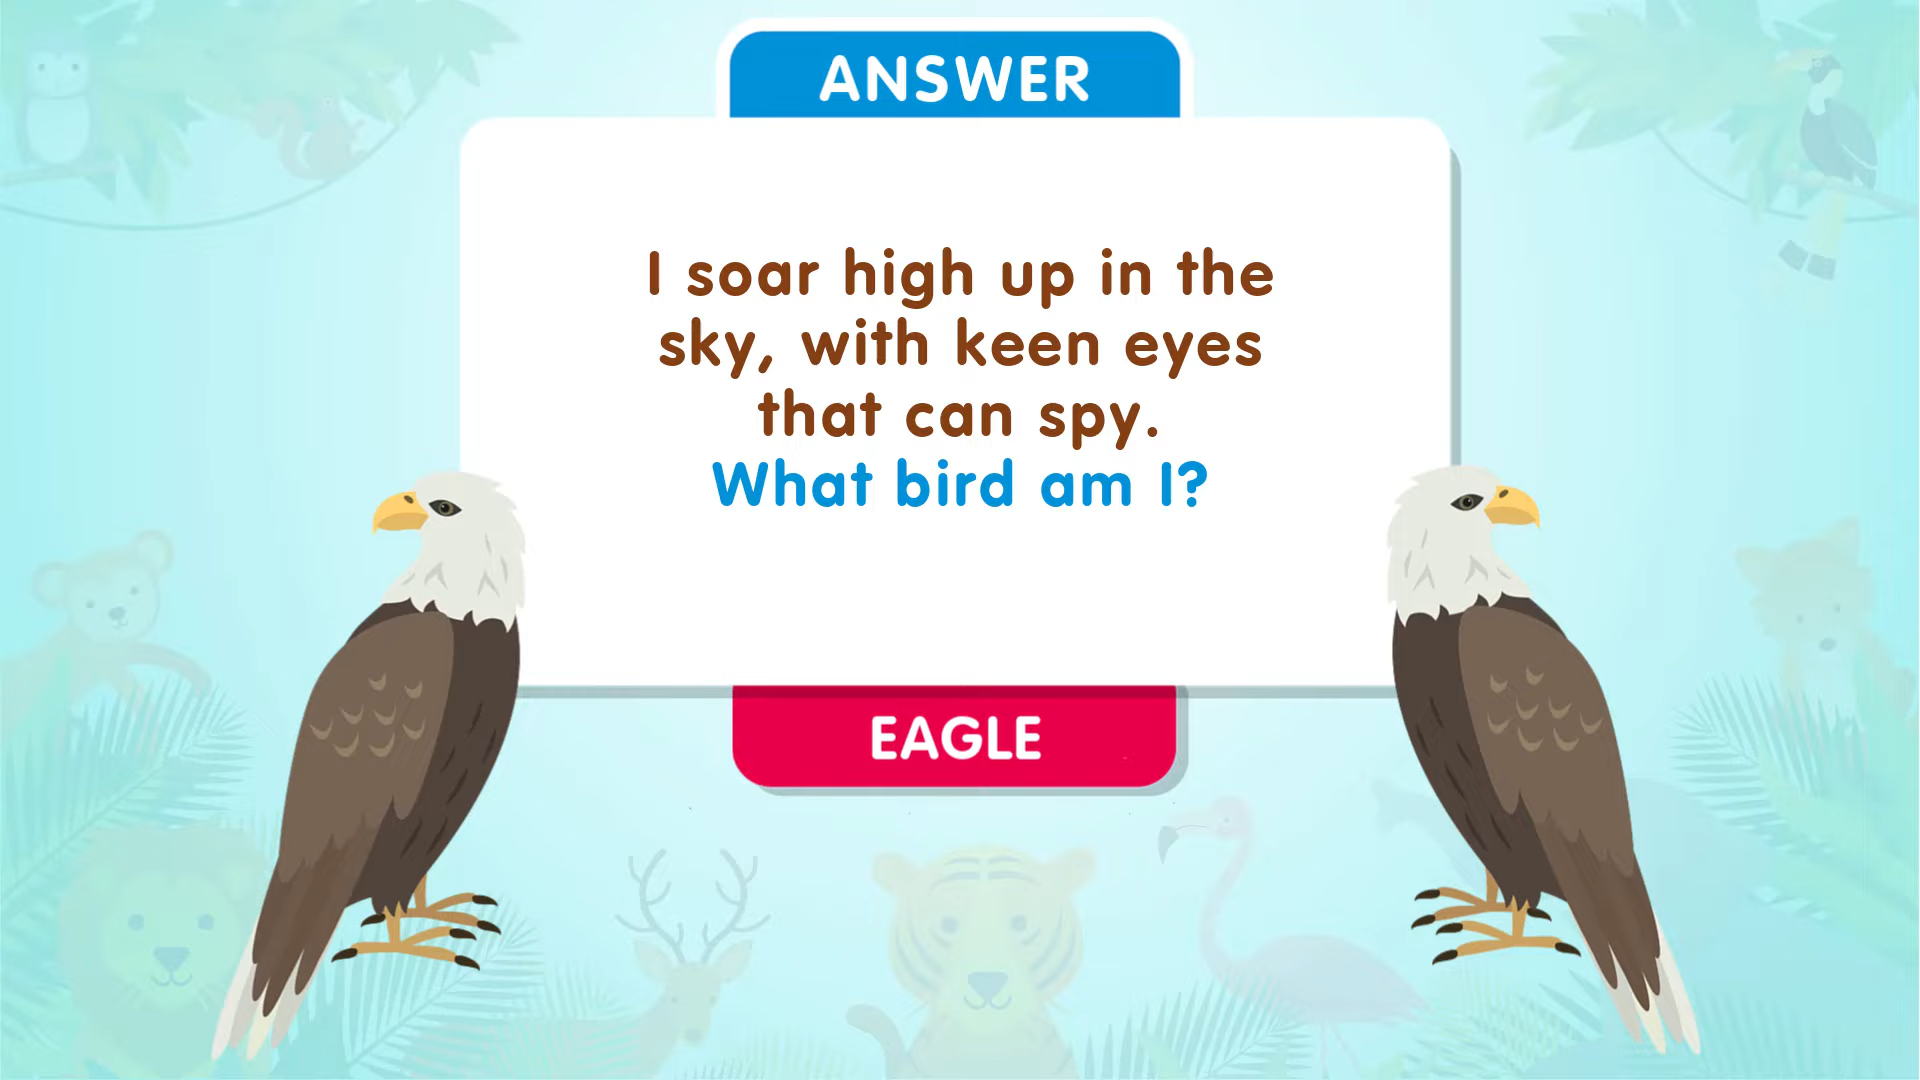 ANSWER
I soar high up in the
sky, with keen eyes
that can spy.
What bird am I?
EAGLE